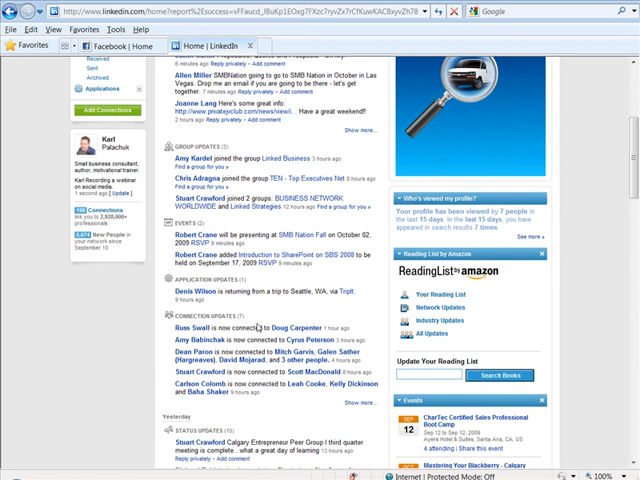 http://www.linkedin.com/home?report%2Esuccess=vFFaucd_JBuKp1EOxg7FXzc7ryvZx7rCfKuwKACBxyvZh78
Google
File Edit View Favorites Tools Help
Favorites
Facebook | Home
Home | LinkedIn
6 minutes ago Reply privately • Add comment
Received
Sent
Archived
Applications
Add Connections
Karl
Palachuk
Small business consultant,
author, motivational trainer.
Karl Recording a webinar
on social media.
1 second ago [ Update ]
Connections
link you to 2,928,000+
professionals
New People in
your network since
September 10
Allen Miller SMBNation going to go to SMB Nation in October in Las
Vegas. Drop me an email if you are going to be there - let's get
together. 7 minutes ago Reply privately • Add comment
Joanne Lang Here's some great info:
http://www.privatejvclub.com/news/view/i... Have a great weekend!!
2 hours ago Reply privately • Add comment
Show more...
GROUP UPDATES (3)
Amy Kardel joined the group Linked Business 3 hours ago
Find a group for you »
Chris Adragna joined the group TEN - Top Executives Net 8 hours ago
Find a group for you »
Stuart Crawford joined 2 groups: BUSINESS NETWORK
WORLDWIDE and Linked Strategies 12 hours ago Find a group for you »
EVENTS (2)
Robert Crane will be presenting at SMB Nation Fall on October 02,
2009 RSVP 9 minutes ago
Robert Crane added Introduction to SharePoint on SBS 2008 to be
held on September 17, 2009 RSVP 9 minutes ago
APPLICATION UPDATES (1)
Denis Wilson is returning from a trip to Seattle, WA, via TripIt.
9 hours ago
CONNECTION UPDATES (7)
Russ Swall is now connected to Doug Carpenter 1 hour ago
Amy Babinchak is now connected to Cyrus Peterson 3 hours ago
Dean Paron is now connected to Mitch Garvis, Galen Sather
(Hargreaves), David Mojarad, and 3 other people. 4 hours ago
Stuart Crawford is now connected to Scott MacDonald 8 hours ago
Carlson Colomb is now connected to Leah Cooke, Kelly Dickinson
and Baha Shaker 9 hours ago
Show more...
Yesterday
STATUS UPDATES (10)
Stuart Crawford Calgary Entrepreneur Peer Group I third quarter
meeting is complete...what a great day of learning 13 hours ago
Reply privately • Add comment
Who's viewed my profile?
Your profile has been viewed by 7 people in
the last 15 days. In the last 15 days, you have
appeared in search results 7 times.
See more »
Reading List by Amazon
ReadingList by amazon
Your Reading List
Network Updates
Industry Updates
All Updates
Update Your Reading List
Search Books
Events
SEP
12
CharTec Certified Sales Professional
Boot Camp
Sep 12 to Sep 12, 2009
Ayers Hotel & Suites, Santa Ana, CA, US
4 attending | Share this event
Mastering Your Blackberry - Calgary
Internet | Protected Mode: Off
100%